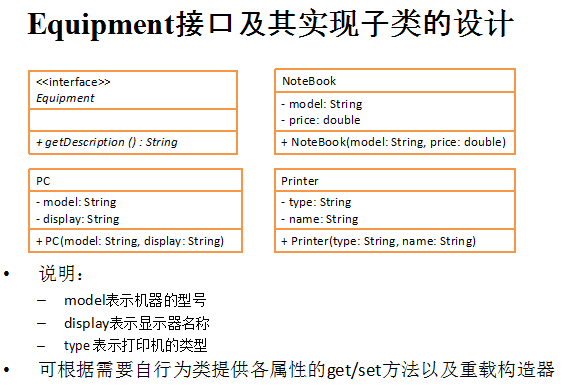 Equipment接口及其实现子类的设计
<<interface>>
Equipment
+ getDescription () : String
NoteBook
- model: String
- price: double
+ NoteBook(model: String, price: double)
PC
- model: String
- display: String
+ PC(model: String, display: String)
Printer
- type: String
- name: String
+ Printer(type: String, name: String)
• 说明：
– model表示机器的型号
– display表示显示器名称
– type表示打印机的类型
• 可根据需要自行为类提供各属性的get/set方法以及重载构造器